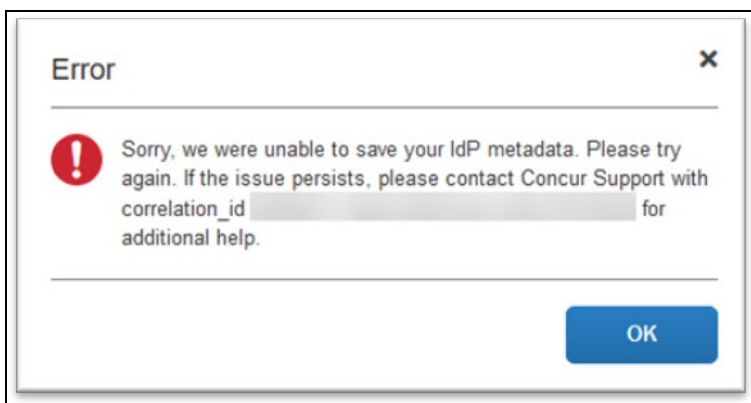 Error
Sorry, we were unable to save your IdP metadata. Please try
again. If the issue persists, please contact Concur Support with
correlation_id for
additional help.
OK